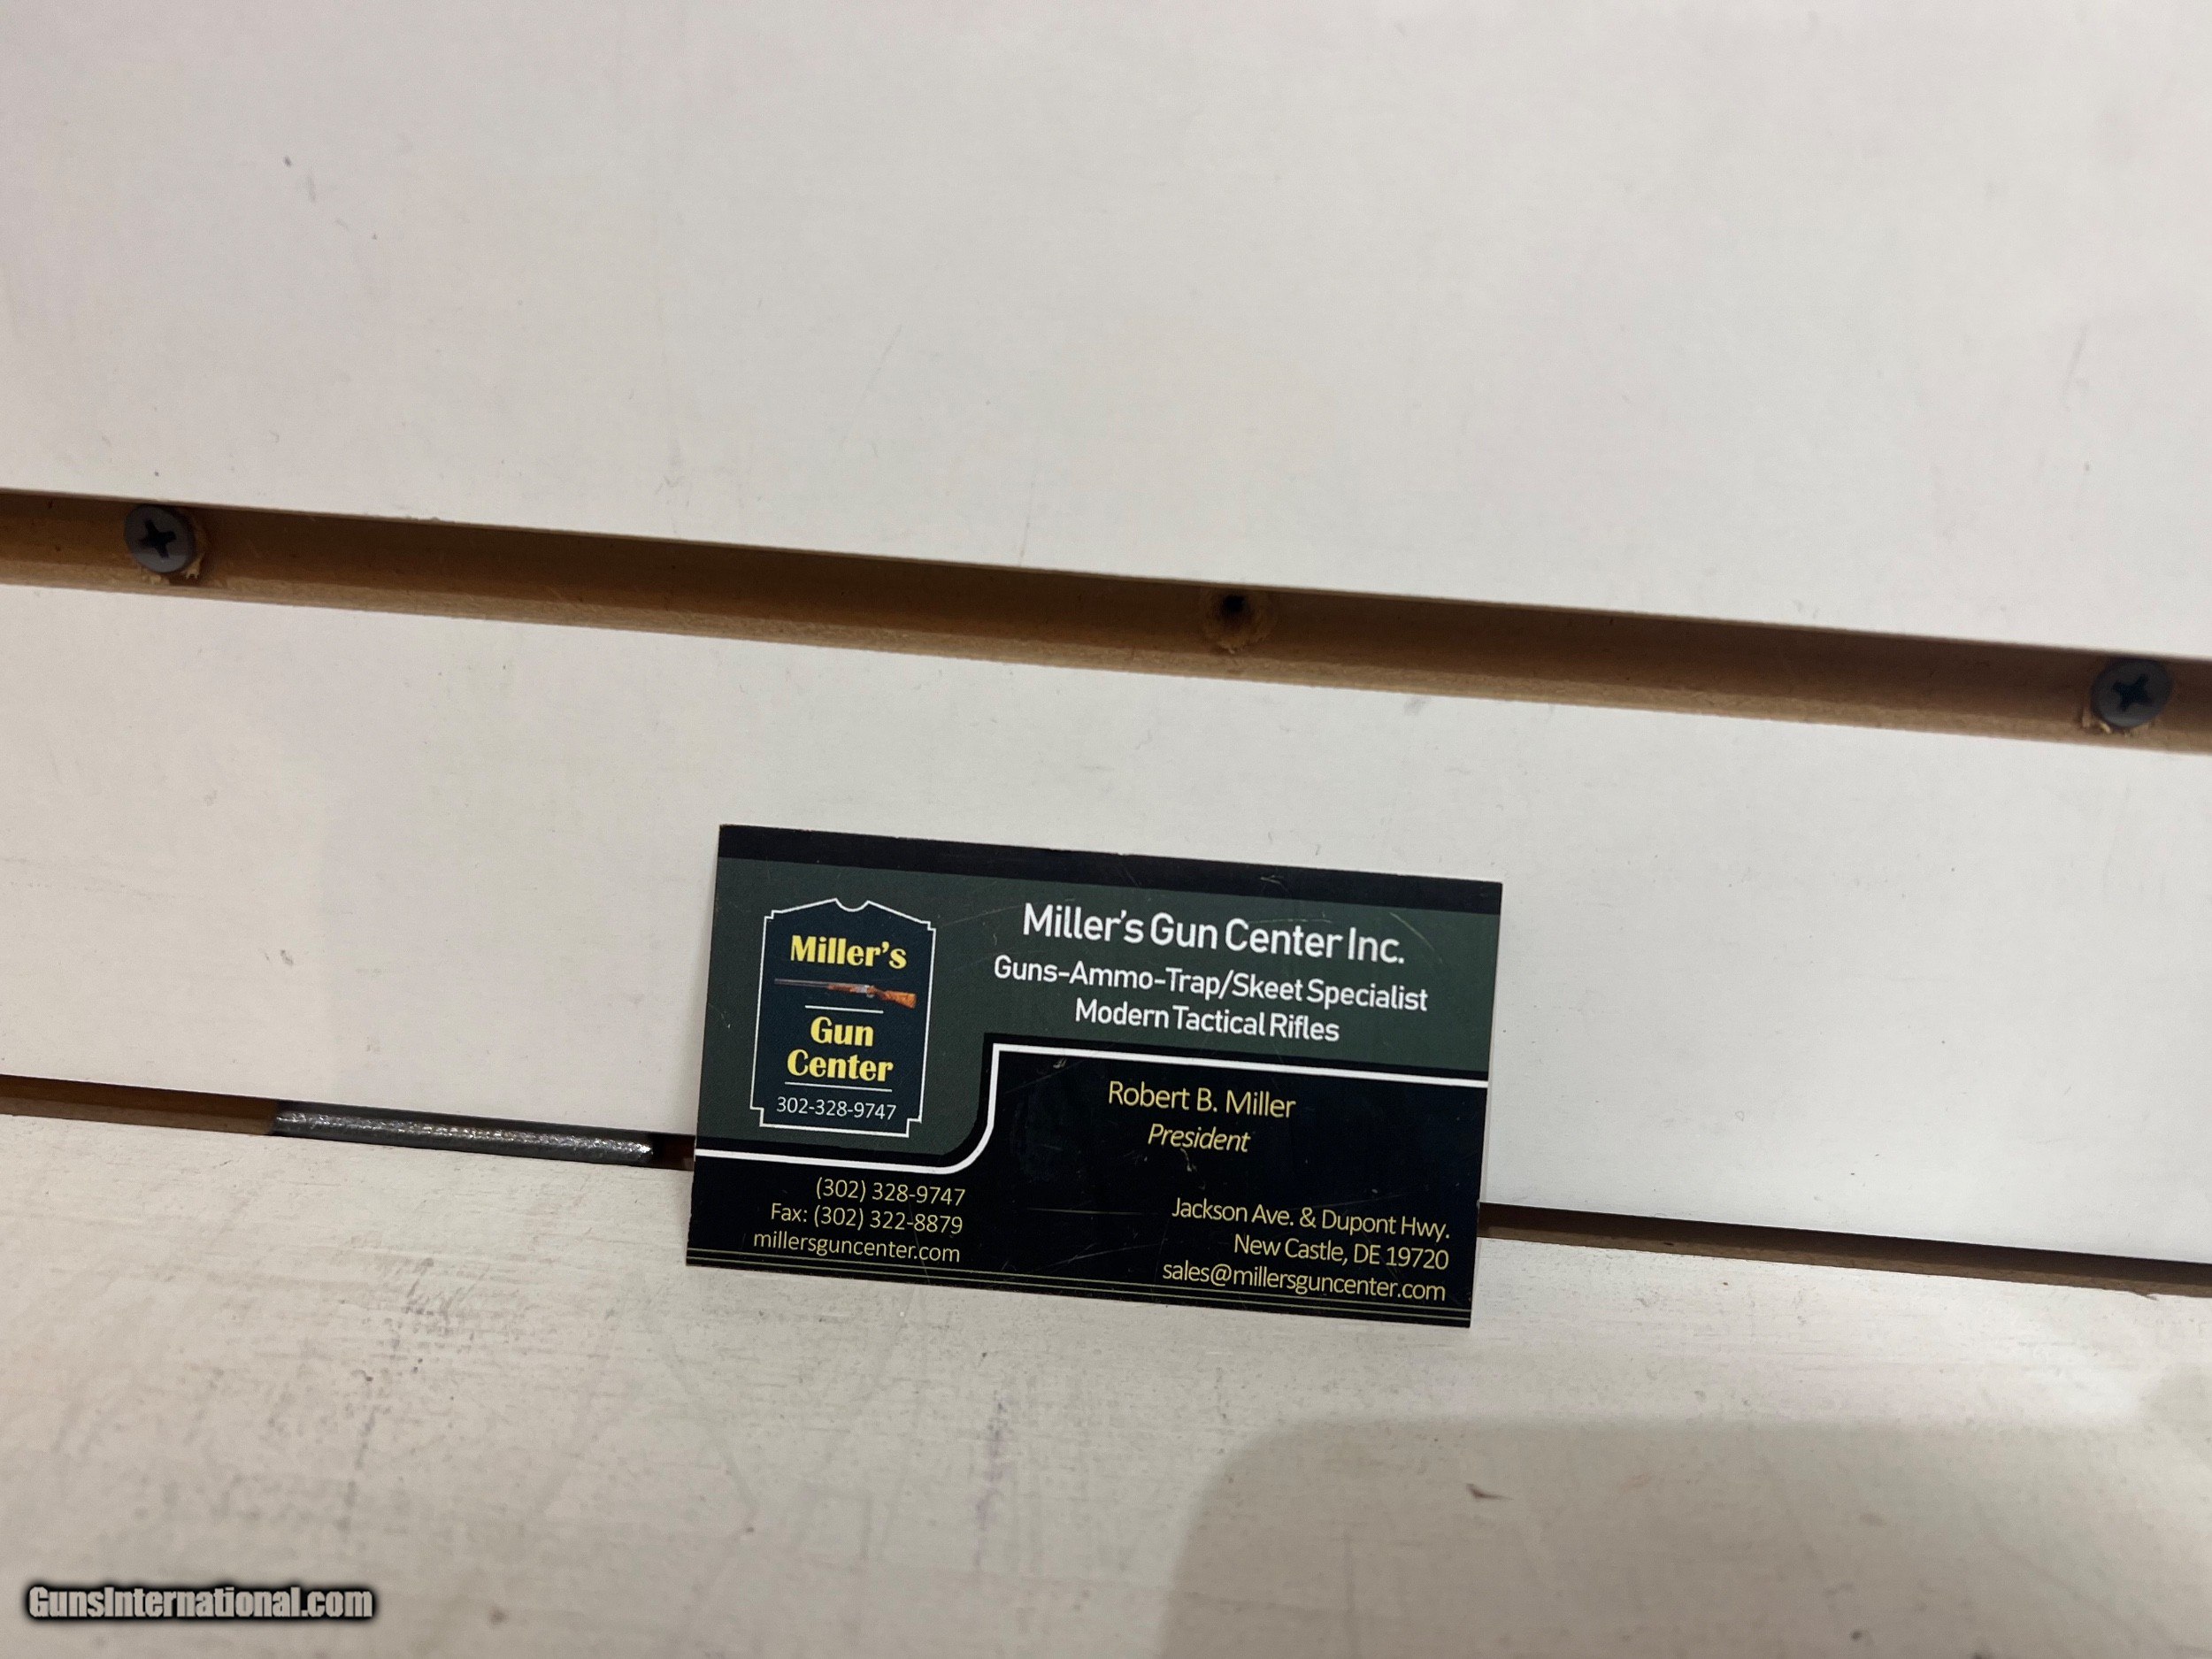 Miller's
Gun
Center
302-328-9747
Miller's Gun Center Inc.
Guns-Ammo-Trap/Skeet Specialist
Modern Tactical Rifles
Robert B. Miller
President
(302) 328-9747
Fax: (302) 322-8879
millersguncenter.com
Jackson Ave. & Dupont Hwy.
New Castle, DE 19720
sales@millersguncenter.com
GunsInternational.com